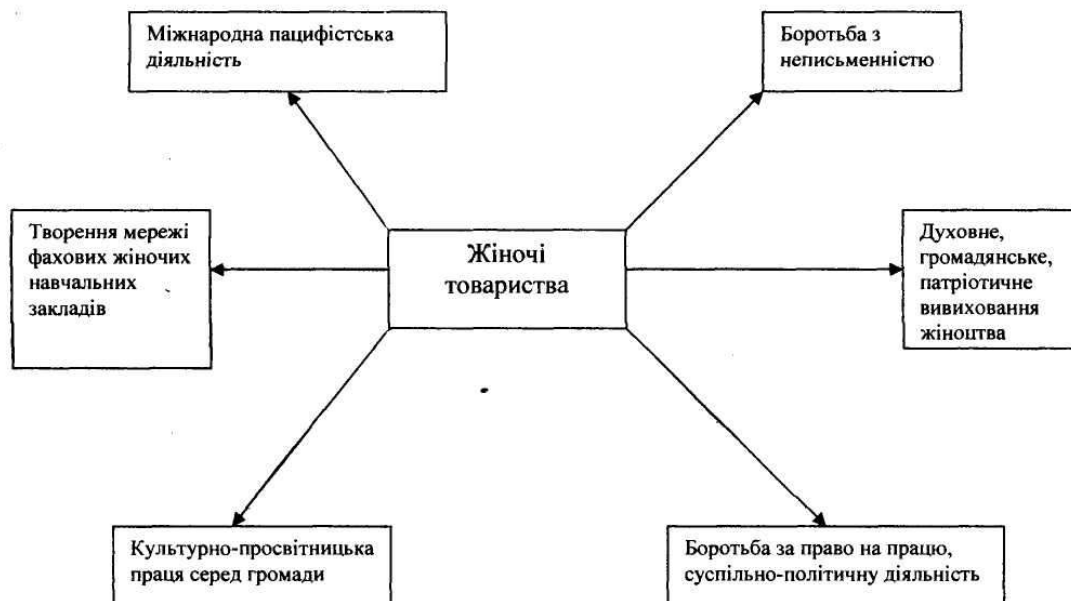 Міжнародна пацифістська
діяльність
Боротьба з
неписьменністю
Творення мережі
фахових жіночих
навчальних
закладів
Жіночі
товариства
Духовне,
громадянське,
патріотичне
вивиховання
жіноцтва
Культурно-просвітницька
праця серед громади
Боротьба за право на працю,
суспільно-політичну діяльність